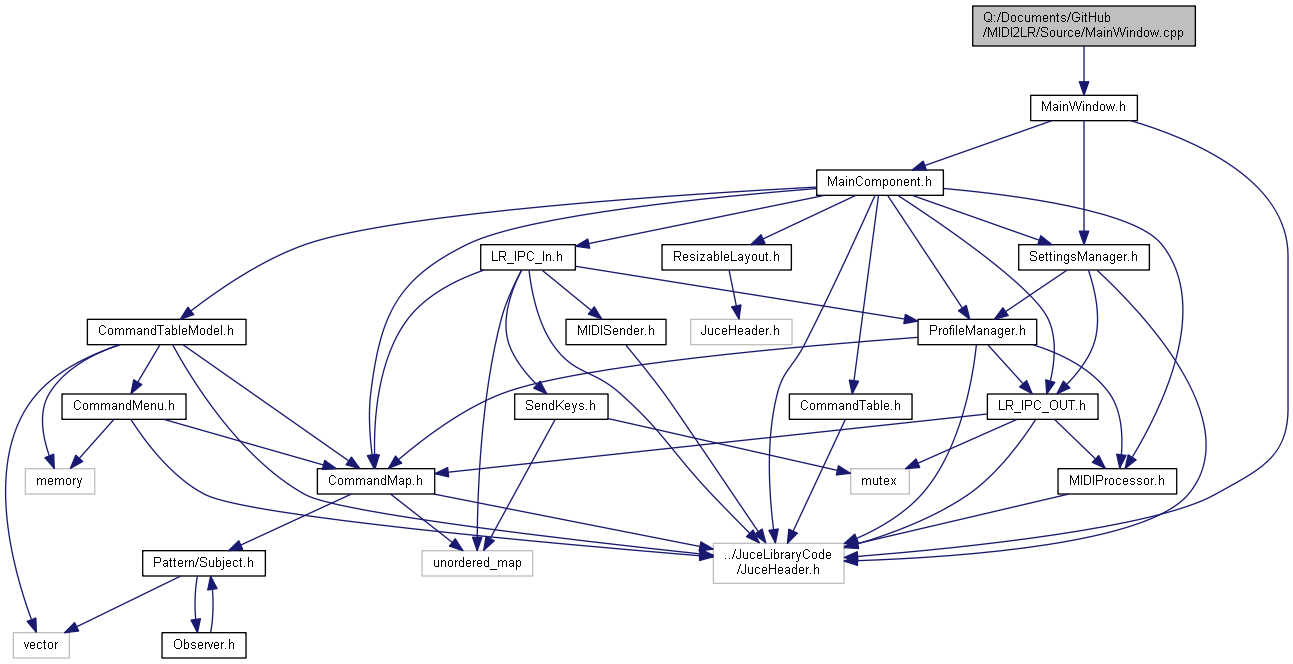 Q:/Documents/GitHub
/MIDI2LR/Source/MainWindow.cpp
MainWindow.h
MainComponent.h
LR_IPC_In.h
ResizableLayout.h
SettingsManager.h
CommandTableModel.h
MIDISender.h
JuceHeader.h
ProfileManager.h
CommandMenu.h
SendKeys.h
CommandTable.h
LR_IPC_OUT.h
memory
CommandMap.h
mutex
MIDIProcessor.h
Pattern/Subject.h
unordered_map
../JuceLibraryCode
/JuceHeader.h
vector
Observer.h